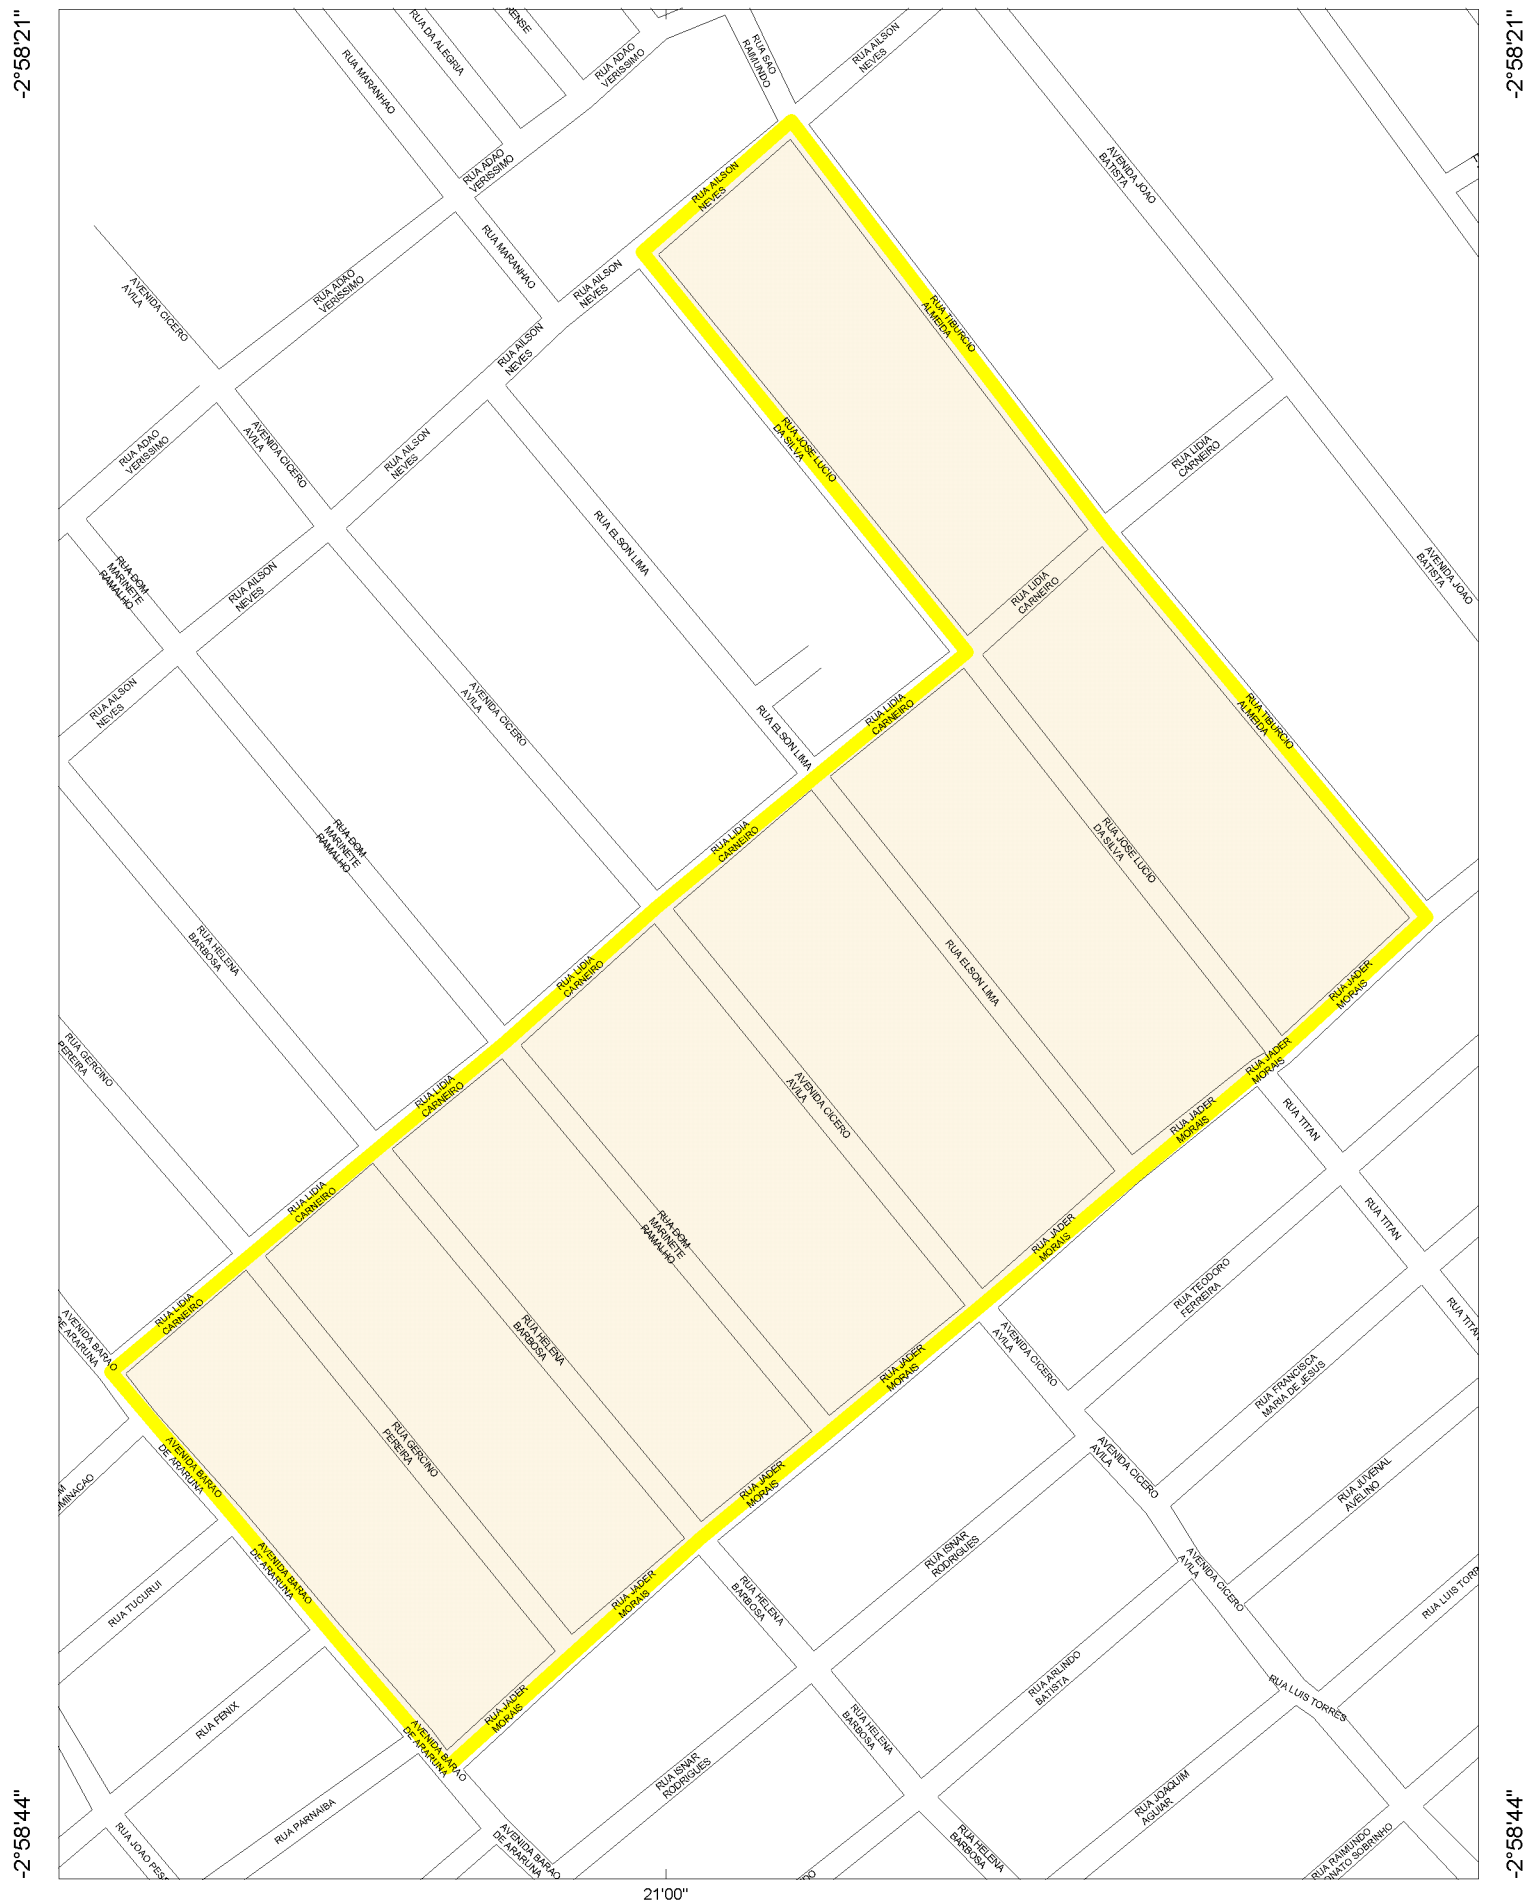 -2°58'21"
-2°58'21"
RUA DA ALEGRIA
RUA MARANHAO
RUA ADAO
VERISSIMO
RUA SAO
RAIMUNDO
RUA AILSON
NEVES
RUA ADAO
VERISSIMO
RUA AILSON
NEVES
AVENIDA JOAO
BATISTA
RUA MARANHAO
RUA ADAO
VERISSIMO
RUA AILSON
NEVES
AVENIDA CICERO
AVILA
RUA AILSON
NEVES
RUA TIBURCIO
ALMEIDA
RUA ADAO
VERISSIMO
AVENIDA CICERO
AVILA
RUA AILSON
NEVES
RUA JOSE LUCIO
DA SILVA
RUA LIDIA
CARNEIRO
RUA ELSON LIMA
AVENIDA JOAO
BATISTA
RUA DOM
MARINETE
RAMALHO
RUA AILSON
NEVES
RUA LIDIA
CARNEIRO
RUA AILSON
NEVES
AVENIDA CICERO
AVILA
RUA ELSON LIMA
RUA LIDIA
CARNEIRO
RUA TIBURCIO
ALMEIDA
RUA DOM
MARINETE
RAMALHO
RUA LIDIA
CARNEIRO
RUA JOSE LUCIO
DA SILVA
RUA HELENA
BARBOSA
RUA LIDIA
CARNEIRO
RUA ELSON LIMA
RUA JADER
MORAIS
RUA GERCINO
PEREIRA
RUA LIDIA
CARNEIRO
AVENIDA CICERO
AVILA
RUA JADER
MORAIS
RUA JADER
MORAIS
RUA TITAN
RUA LIDIA
CARNEIRO
RUA DOM
MARINETE
RAMALHO
RUA JADER
MORAIS
RUA TITAN
RUA TEODORO
FERREIRA
RUA LIDIA
CARNEIRO
AVENIDA BARAO
DE ARARUNA
RUA HELENA
BARBOSA
RUA JADER
MORAIS
AVENIDA CICERO
AVILA
RUA TITAN
RUA FRANCISCA
MARIA DE JESUS
AVENIDA BARAO
DE ARARUNA
RUA GERCINO
PEREIRA
RUA JADER
MORAIS
AVENIDA CICERO
AVILA
RUA JUVENAL
AVELINO
MINACAO
AVENIDA BARAO
DE ARARUNA
RUA TUCURUI
RUA JADER
MORAIS
RUA HELENA
BARBOSA
RUA ISNAR
RODRIGUES
AVENIDA CICERO
AVILA
RUA LUIS TORR
RUA FENIX
RUA JADER
MORAIS
RUA ARLINDO
BATISTA
RUA LUIS TORRES
AVENIDA BARAO
DE ARARUNA
RUA HELENA
BARBOSA
RUA ISNAR
RODRIGUES
RUA JOAQUIM
AGUIAR
RUA PARNAIBA
RUA JOAO PES
AVENIDA BARAO
DE ARARUNA
RUA HELENA
BARBOSA
RUA RAIMUNDO
NATO SOBRINHO
-2°58'44"
-2°58'44"
21'00"